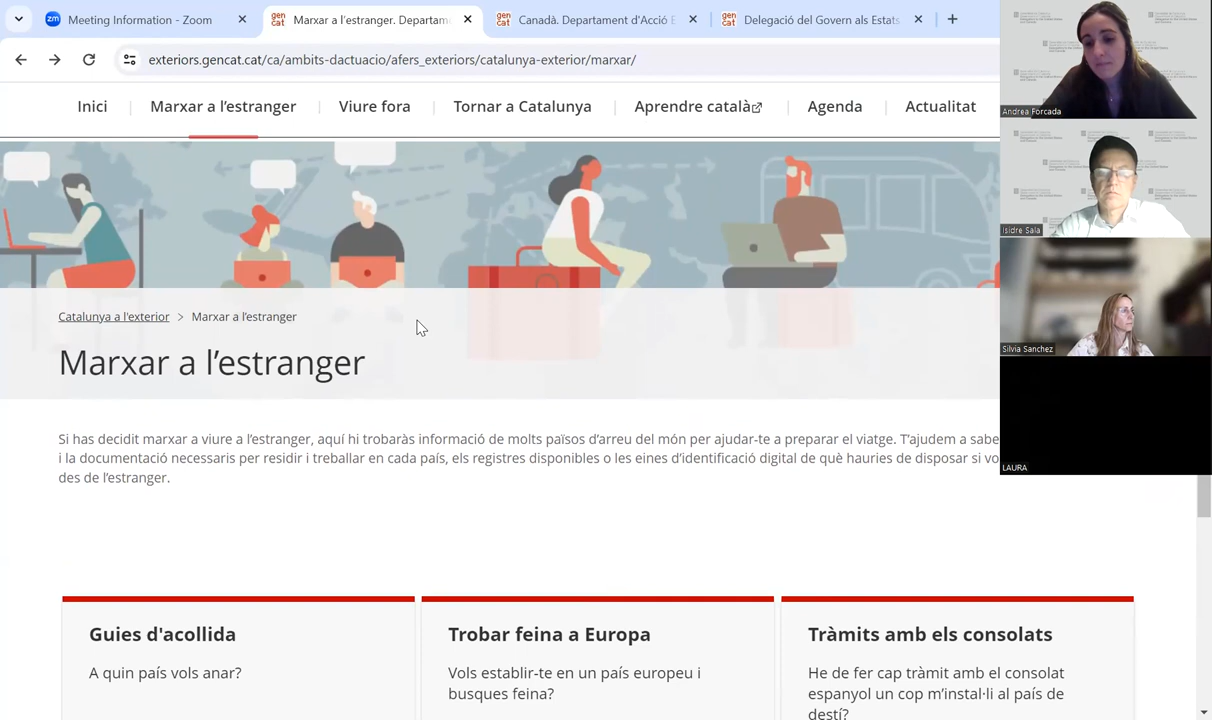 Meeting Information - Zoom
gen cat Marxar a l'estranger. Departam
gen cat Canadà. Departament d'Acció E
gen cat Delegació del Govern als Estats
exteriors.gencat.cat/ca/ambits-dactuacio/afers_exteriors/catalunya-exterior/marxar/
Inici Marxar a l'estranger Viure fora Tornar a Catalunya Aprendre català Agenda Actualitat
Catalunya a l'exterior > Marxar a l'estranger
Marxar a l'estranger
Si has decidit marxar a viure a l'estranger, aquí hi trobaràs informació de molts països d'arreu del món per ajudar-te a preparar el viatge. T'ajudem a sabe
i la documentació necessaris per residir i treballar en cada país, els registres disponibles o les eines d'identificació digital de què hauries de disposar si vo
des de l'estranger.
Guies d'acollida
A quin país vols anar?
Trobar feina a Europa
Vols establir-te en un país europeu i
busques feina?
Tràmits amb els consolats
He de fer cap tràmit amb el consolat
espanyol un cop m'instal·li al país de
destí?
Andrea Forcada
Isidre Sala
Silvia Sanchez
LAURA